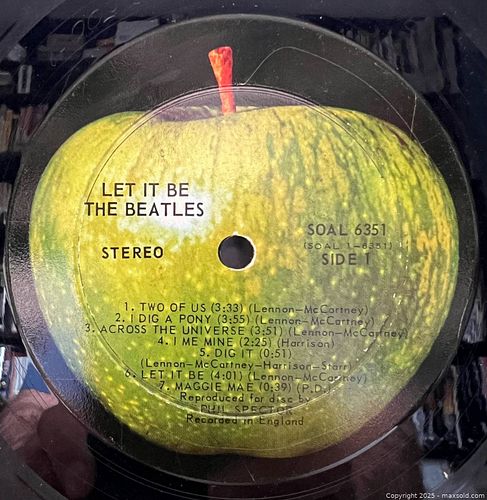 LET IT BE
THE BEATLES
STEREO
SOAL 6351
(SOAL 1-6351)
SIDE 1
1. TWO OF US (3:33) (Lennon-McCartney)
2. I DIG A PONY (3:55) (Lennon-McCartney)
3. ACROSS THE UNIVERSE (3:51) (Lennon-McCartney)
4. I ME MINE (2:25) (Harrison)
5. DIG IT (0:51)
(Lennon-McCartney-Harrison-Starr)
6. LET IT BE (4:01) (Lennon-McCartney)
7. MAGGIE MAE (0:39) (P.D.)
Reproduced for disc by
PHIL SPECTOR
Recorded in England
Copyright 2025 - maxsold.com